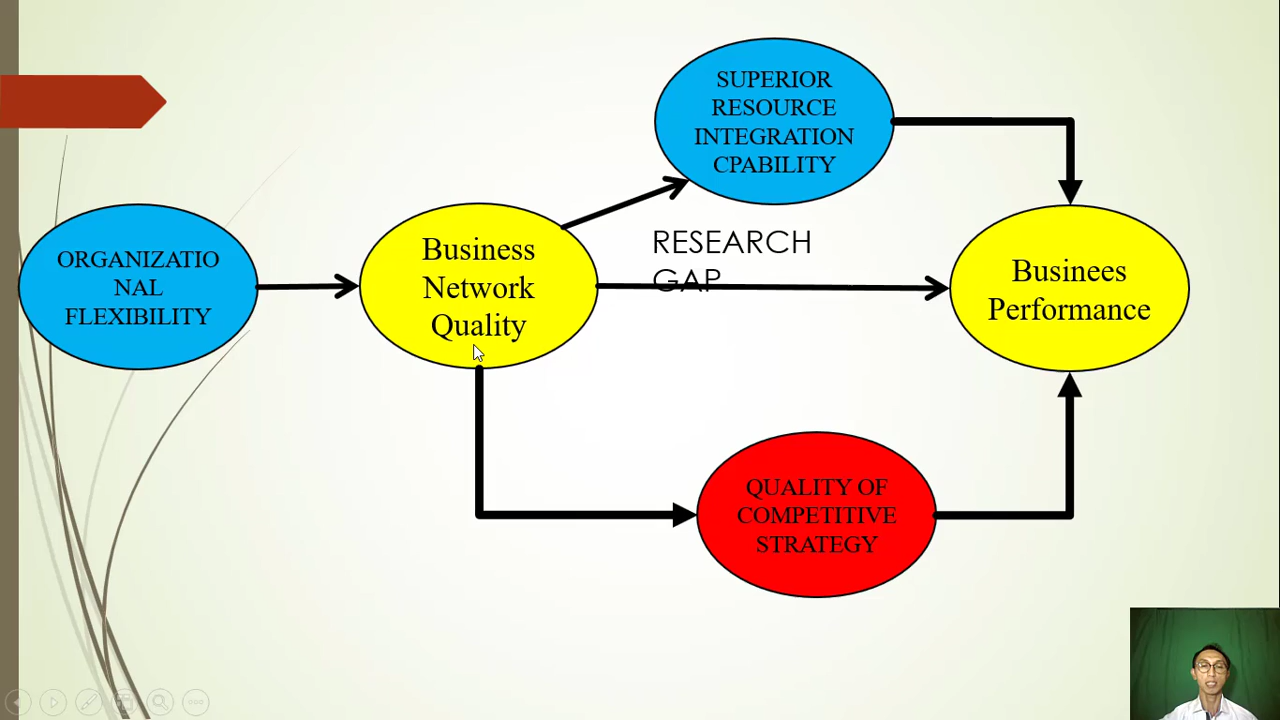 SUPERIOR
RESOURCE
INTEGRATION
CPABILITY
RESEARCH
GAP
ORGANIZATIO
NAL
FLEXIBILITY
Business
Network
Quality
Businees
Performance
QUALITY OF
COMPETITIVE
STRATEGY